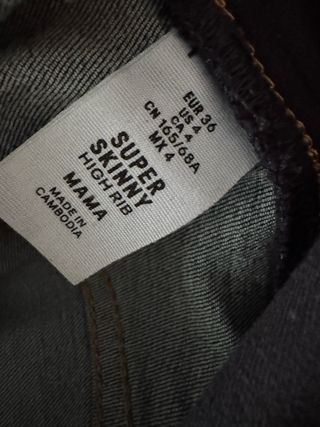 EUR 36
US 4
CA 4
CN 165/68A
MX 4
SUPER
SKINNY
HIGH RIB
MAMA
MADE IN
CAMBODIA